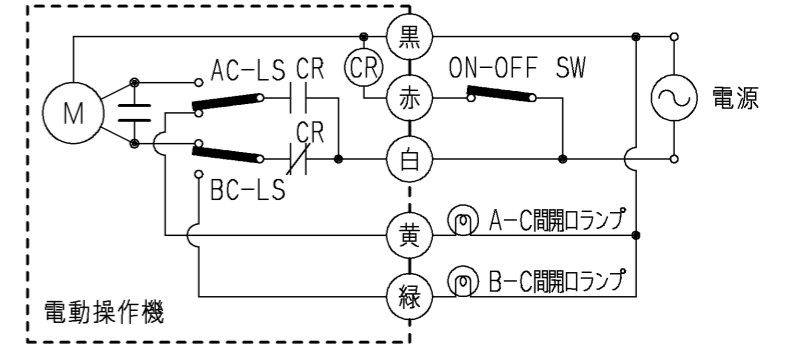 黒
AC-LS CR
CR
ON-OFF SW
赤
M
電源
CR
白
BC-LS
黄
A-C間開口ランプ
緑
B-C間開口ランプ
電動操作機